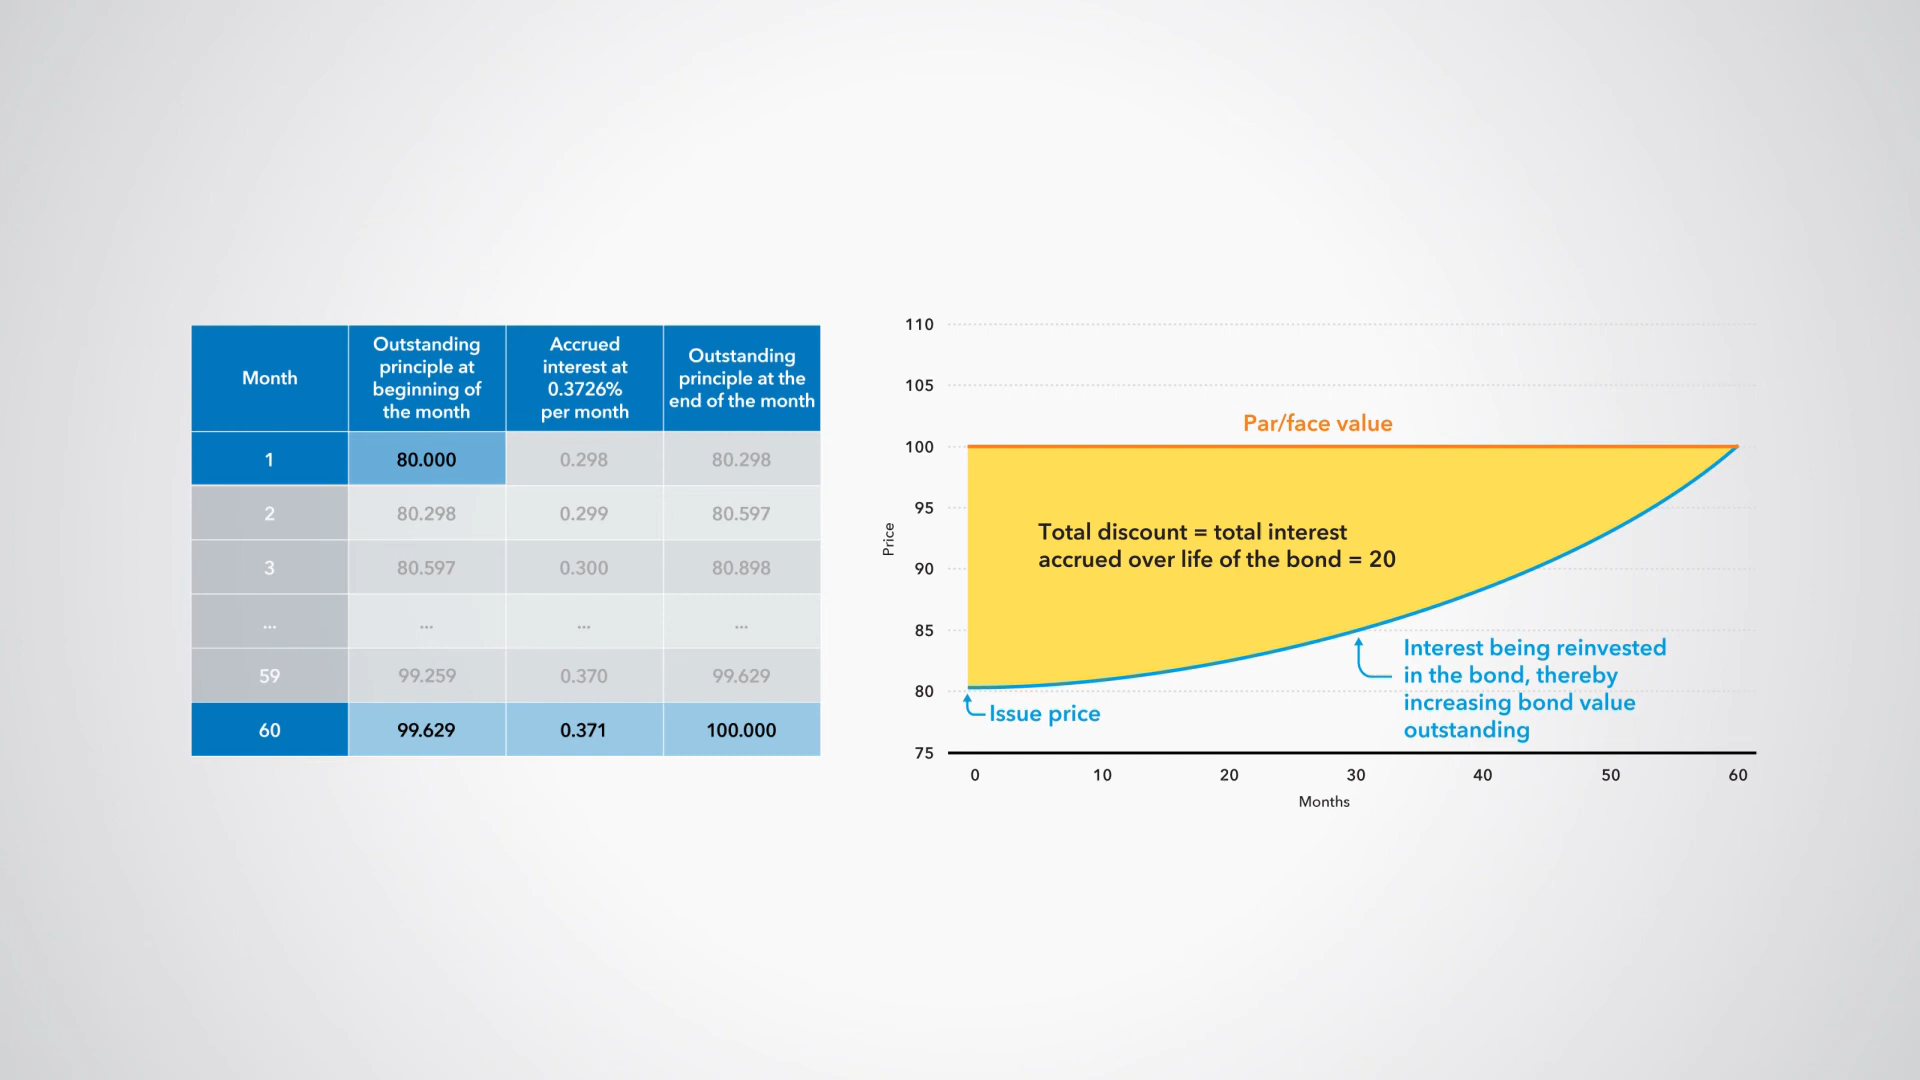 Month
Outstanding
principle at
beginning of
the month
Accrued
interest at
0.3726%
per month
Outstanding
principle at the
end of the month
1 80.000 0.298 80.298
2 80.298 0.299 80.597
3 80.597 0.300 80.898
... ... ... ...
59 99.259 0.370 99.629
60 99.629 0.371 100.000
110
105
100
95
90
85
80
75
Price
Par/face value
Total discount = total interest
accrued over life of the bond = 20
Interest being reinvested
in the bond, thereby
increasing bond value
outstanding
Issue price
0 10 20 30 40 50 60
Months